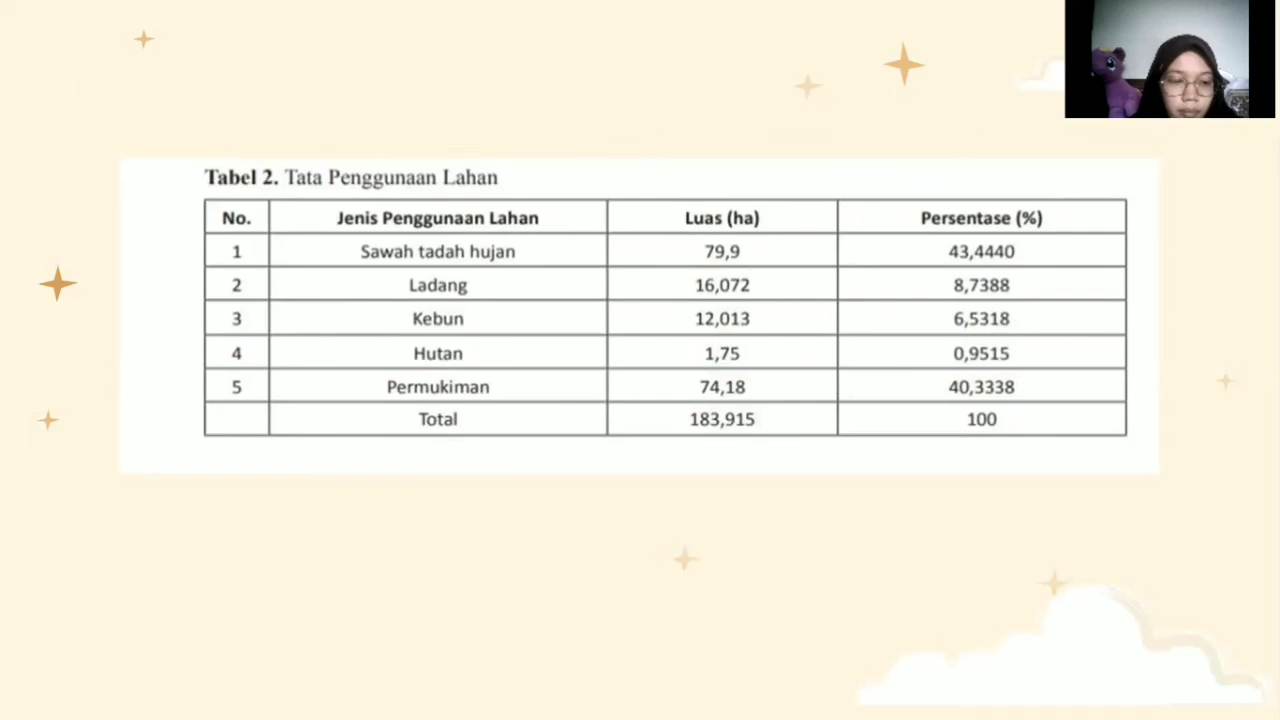 Tabel 2. Tata Penggunaan Lahan
No. Jenis Penggunaan Lahan Luas (ha) Persentase (%)
1 Sawah tadah hujan 79,9 43,4440
2 Ladang 16,072 8,7388
3 Kebun 12,013 6,5318
4 Hutan 1,75 0,9515
5 Permukiman 74,18 40,3338
Total 183,915 100